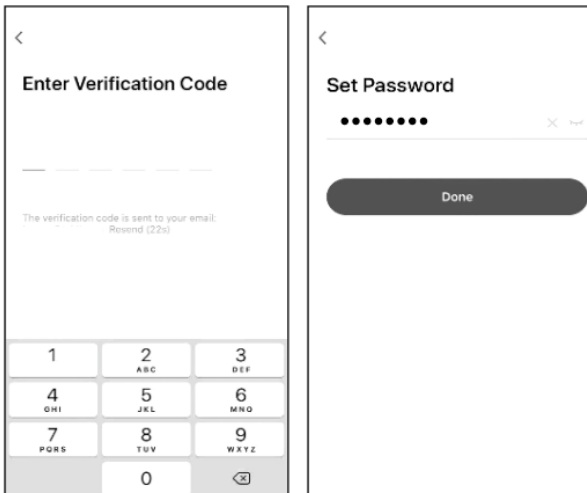 Enter Verification Code
The verification code is sent to your email:
Resend (22s)
1
2
3
ABC
DEF
4
5
6
GHI
JKL
MNO
7
8
9
PQRS
TUV
WXYZ
0
Set Password
Done